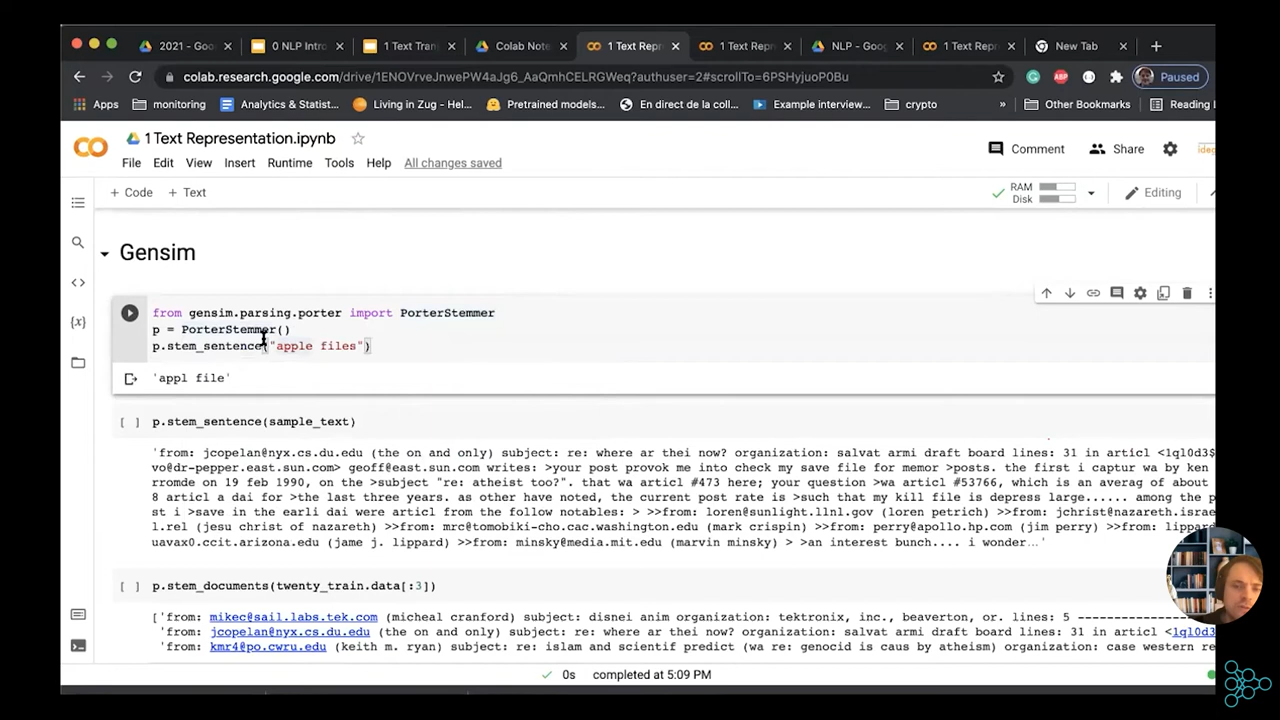 2021 - Goo
0 NLP Intro
1 Text Tran
Colab Note
1 Text Repr
1 Text Repr
NLP - Goog
1 Text Repr
New Tab
colab.research.google.com/drive/1ENOVrveJnwePW4aJg6_AaQmhCELRGWeq?authuser=2#scrollTo=6PSHyjuoP0Bu
ABP
Paused
Apps
monitoring
Analytics & Statist...
Living in Zug - Hel...
Pretrained models...
En direct de la coll...
Example interview...
crypto
»
Other Bookmarks
Reading
1 Text Representation.ipynb
File Edit View Insert Runtime Tools Help All changes saved
Comment
Share
+ Code + Text
RAM
Disk
Editing
Gensim
from gensim.parsing.porter import PorterStemmer
p = PorterStemmer()
p.stem_sentence("apple files")
'appl file'
[ ] p.stem_sentence(sample_text)
'from: jcopelan@nyx.cs.du.edu (the on and only) subject: re: where ar thei now? organization: salvat armi draft board lines: 31 in articl <1ql0d3$
vo@dr-pepper.east.sun.com> geoff@east.sun.com writes: >your post provok me into check my save file for memor >posts. the first i captur wa by ken
rromde on 19 feb 1990, on the >subject "re: atheist too?". that wa articl #473 here; your question >wa articl #53766, which is an averag of about
8 articl a dai for >the last three years. as other have noted, the current post rate is >such that my kill file is depress large...... among the p
st i >save in the earli dai were articl from the follow notables: > >>from: loren@sunlight.llnl.gov (loren petrich) >>from: jchrist@nazareth.israe
l.rel (jesu christ of nazareth) >>from: mrc@tomobiki-cho.cac.washington.edu (mark crispin) >>from: perry@apollo.hp.com (jim perry) >>from: lippard
uavax0.ccit.arizona.edu (jame j. lippard) >>from: minsky@media.mit.edu (marvin minsky) > >an interest bunch.... i wonder…'
[ ] p.stem_documents(twenty_train.data[:3])
['from: mikec@sail.labs.tek.com (micheal cranford) subject: disnei anim organization: tektronix, inc., beaverton, or. lines: 5 ----------------
'from: jcopelan@nyx.cs.du.edu (the on and only) subject: re: where ar thei now? organization: salvat armi draft board lines: 31 in articl <1ql0d3
'from: kmr4@po.cwru.edu (keith m. ryan) subject: re: islam and scientif predict (wa re: genocid is caus by atheism) organization: case western re
0s completed at 5:09 PM